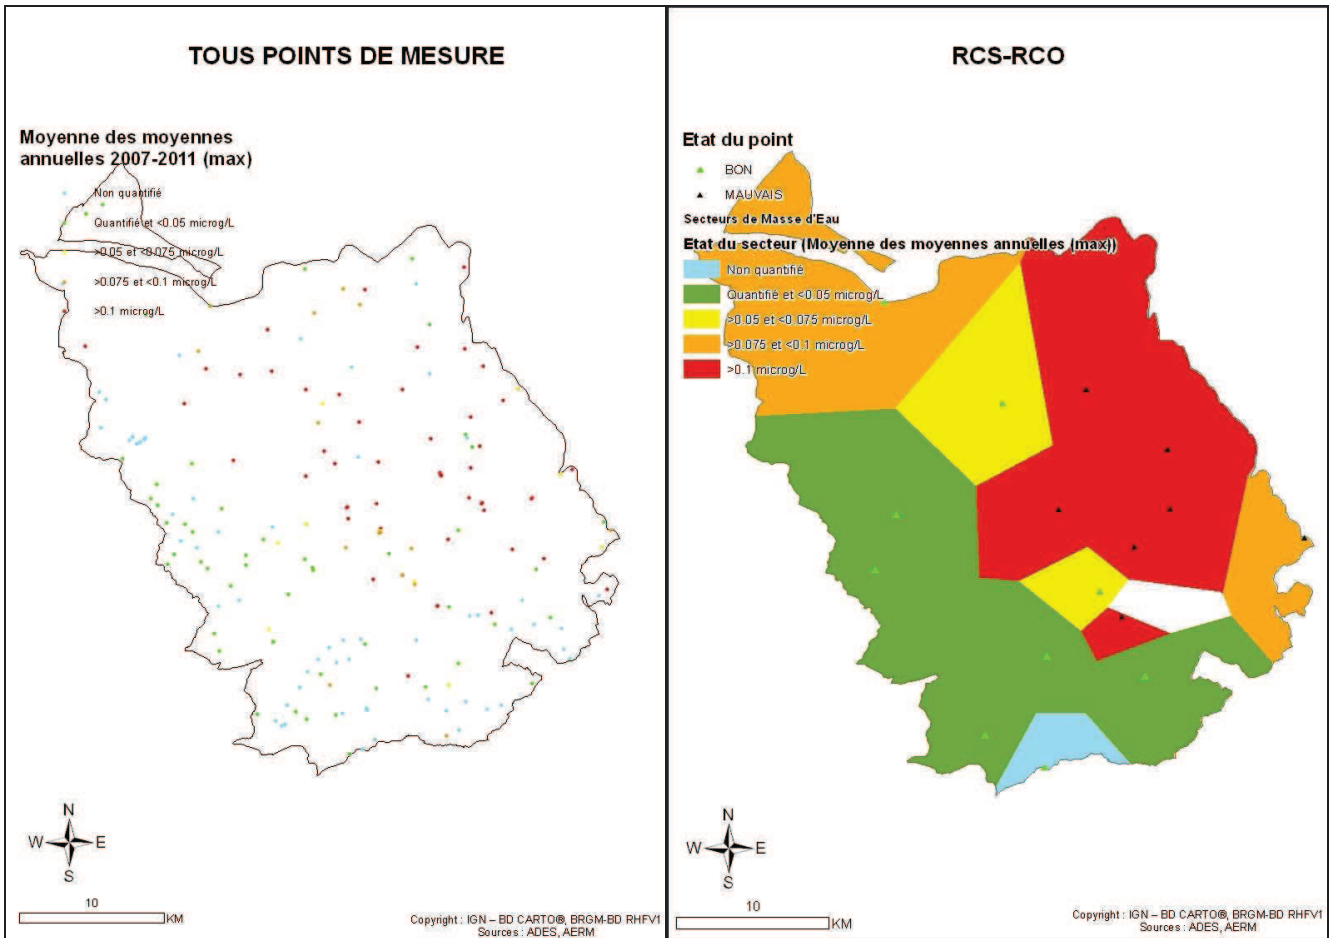 TOUS POINTS DE MESURE
Moyenne des moyennes
annuelles 2007-2011 (max)
Non quantifié
Quantifié et <0.05 microg/L
>0.05 et <0.075 microg/L
>0.075 et <0.1 microg/L
>0.1 microg/L
N
W E
S
10
KM
Copyright : IGN – BD CARTO®, BRGM-BD RHFV1
Sources : ADES, AERM
RCS-RCO
Etat du point
BON
MAUVAIS
Secteurs de Masse d'Eau
Etat du secteur (Moyenne des moyennes annuelles (max))
Non quantifié
Quantifié et <0.05 microg/L
>0.05 et <0.075 microg/L
>0.075 et <0.1 microg/L
>0.1 microg/L
N
W E
S
10
KM
Copyright : IGN – BD CARTO®, BRGM-BD RHFV1
Sources : ADES, AERM